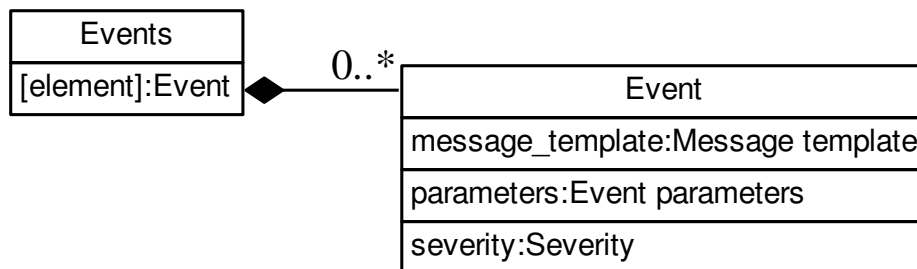 Events
[element]:Event
0..*
Event
message_template:Message template
parameters:Event parameters
severity:Severity